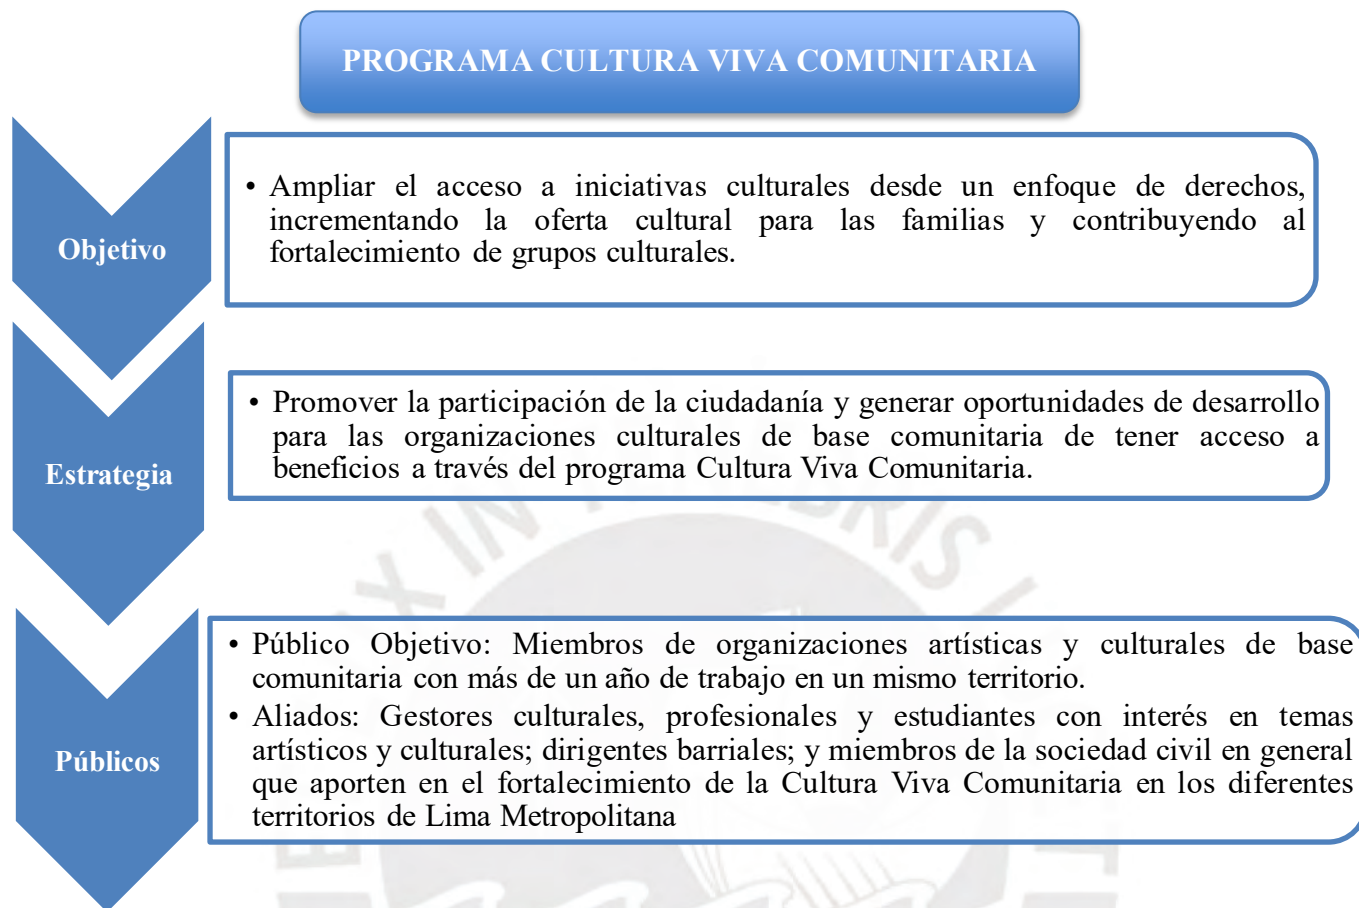 PROGRAMA CULTURA VIVA COMUNITARIA
Objetivo
• Ampliar el acceso a iniciativas culturales desde un enfoque de derechos,
incrementando la oferta cultural para las familias y contribuyendo al
fortalecimiento de grupos culturales.
Estrategia
• Promover la participación de la ciudadanía y generar oportunidades de desarrollo
para las organizaciones culturales de base comunitaria de tener acceso a
beneficios a través del programa Cultura Viva Comunitaria.
Públicos
• Público Objetivo: Miembros de organizaciones artísticas y culturales de base
comunitaria con más de un año de trabajo en un mismo territorio.
• Aliados: Gestores culturales, profesionales y estudiantes con interés en temas
artísticos y culturales; dirigentes barriales; y miembros de la sociedad civil en general
que aporten en el fortalecimiento de la Cultura Viva Comunitaria en los diferentes
territorios de Lima Metropolitana